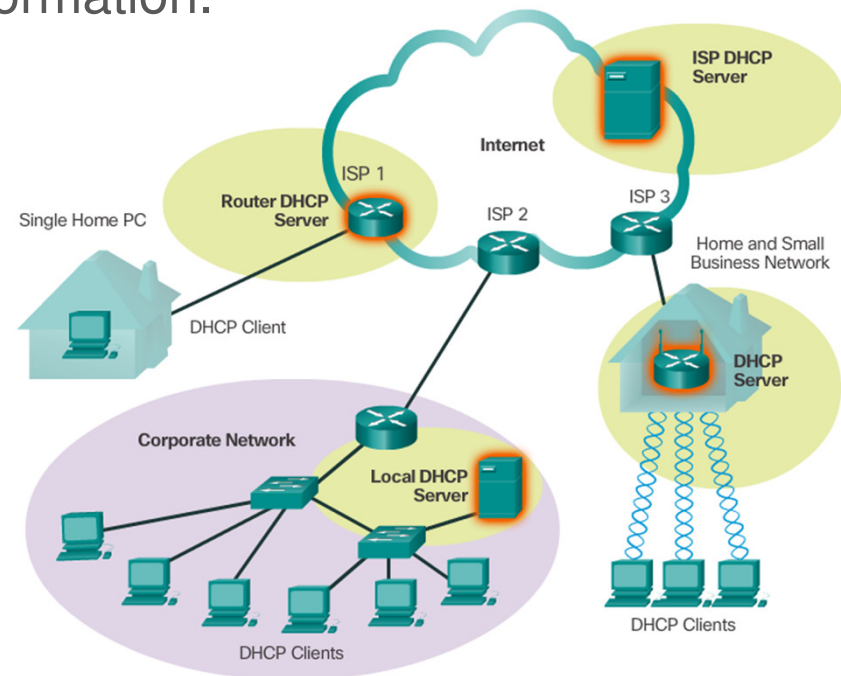 ormation.
ISP DHCP
Server
Internet
ISP 1
Router DHCP
Server
ISP 2
ISP 3
Single Home PC
Home and Small
Business Network
DHCP Client
DHCP
Server
Corporate Network
Local DHCP
Server
DHCP Clients
DHCP Clients